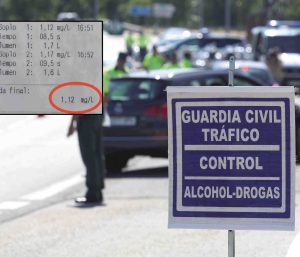 Soplo 1: 1,12 mg/L 16:51
Tiempo 1: 08,5 s
Volumen 1: 1,7 L
Soplo 2: 1,17 mg/L 16:52
Tiempo 2: 09,5 s
Volumen 2: 1,6 L
da final:
1,12 mg/L
GUARDIA CIVIL
TRÁFICO
CONTROL
ALCOHOL-DROGAS